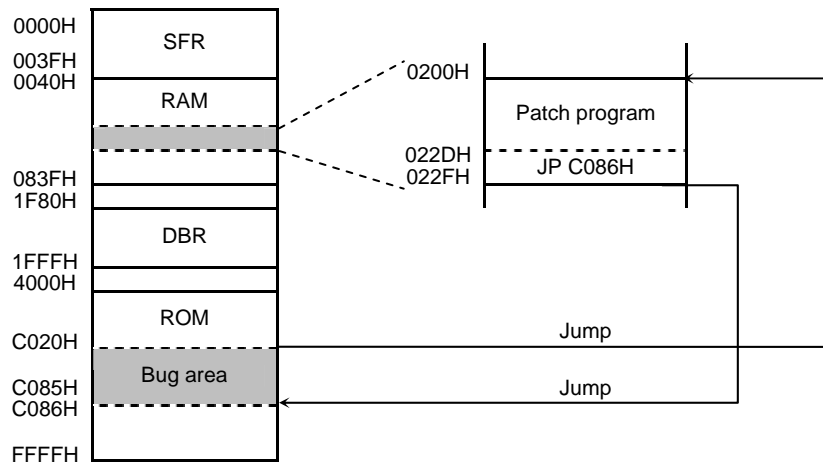 0000H
SFR
003FH
0040H
RAM
083FH
1F80H
DBR
1FFFH
4000H
ROM
C020H
Bug area
C085H
C086H
FFFFH
0200H
Patch program
022DH
022FH
JP C086H
Jump
Jump